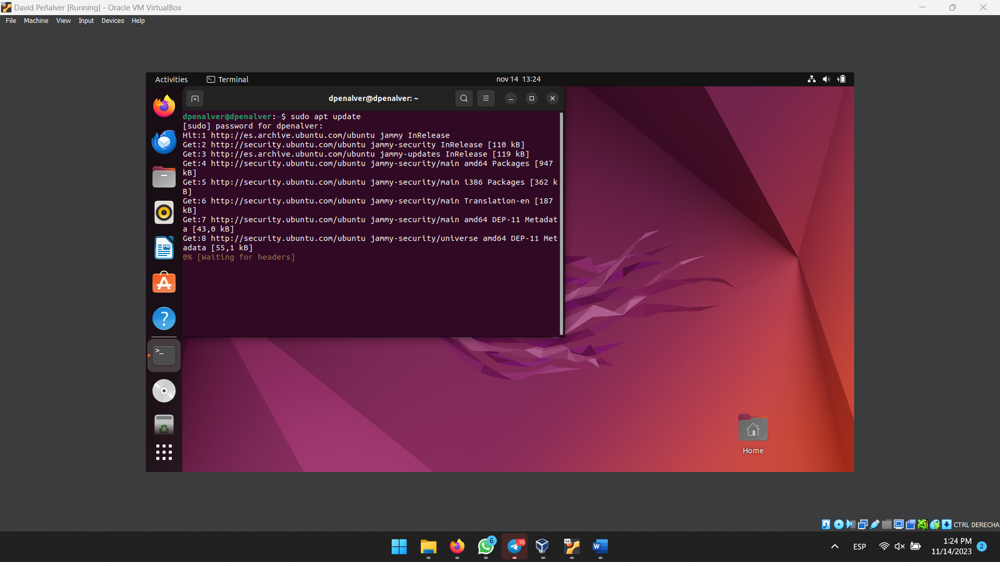 David Peñalver [Running] - Oracle VM VirtualBox
File Machine View Input Devices Help
Activities Terminal nov 14 13:24
dpenalver@dpenalver: ~
dpenalver@dpenalver:~$ sudo apt update
[sudo] password for dpenalver:
Hit:1 http://es.archive.ubuntu.com/ubuntu jammy InRelease
Get:2 http://security.ubuntu.com/ubuntu jammy-security InRelease [110 kB]
Get:3 http://es.archive.ubuntu.com/ubuntu jammy-updates InRelease [119 kB]
Get:4 http://security.ubuntu.com/ubuntu jammy-security/main amd64 Packages [947
kB]
Get:5 http://security.ubuntu.com/ubuntu jammy-security/main i386 Packages [362 k
B]
Get:6 http://security.ubuntu.com/ubuntu jammy-security/main Translation-en [187
kB]
Get:7 http://security.ubuntu.com/ubuntu jammy-security/main amd64 DEP-11 Metadat
a [43,0 kB]
Get:8 http://security.ubuntu.com/ubuntu jammy-security/universe amd64 DEP-11 Met
adata [55,1 kB]
0% [Waiting for headers]
Home
CTRL DERECHA
6
..95
64
W
ESP
1:24 PM
11/14/2023
2